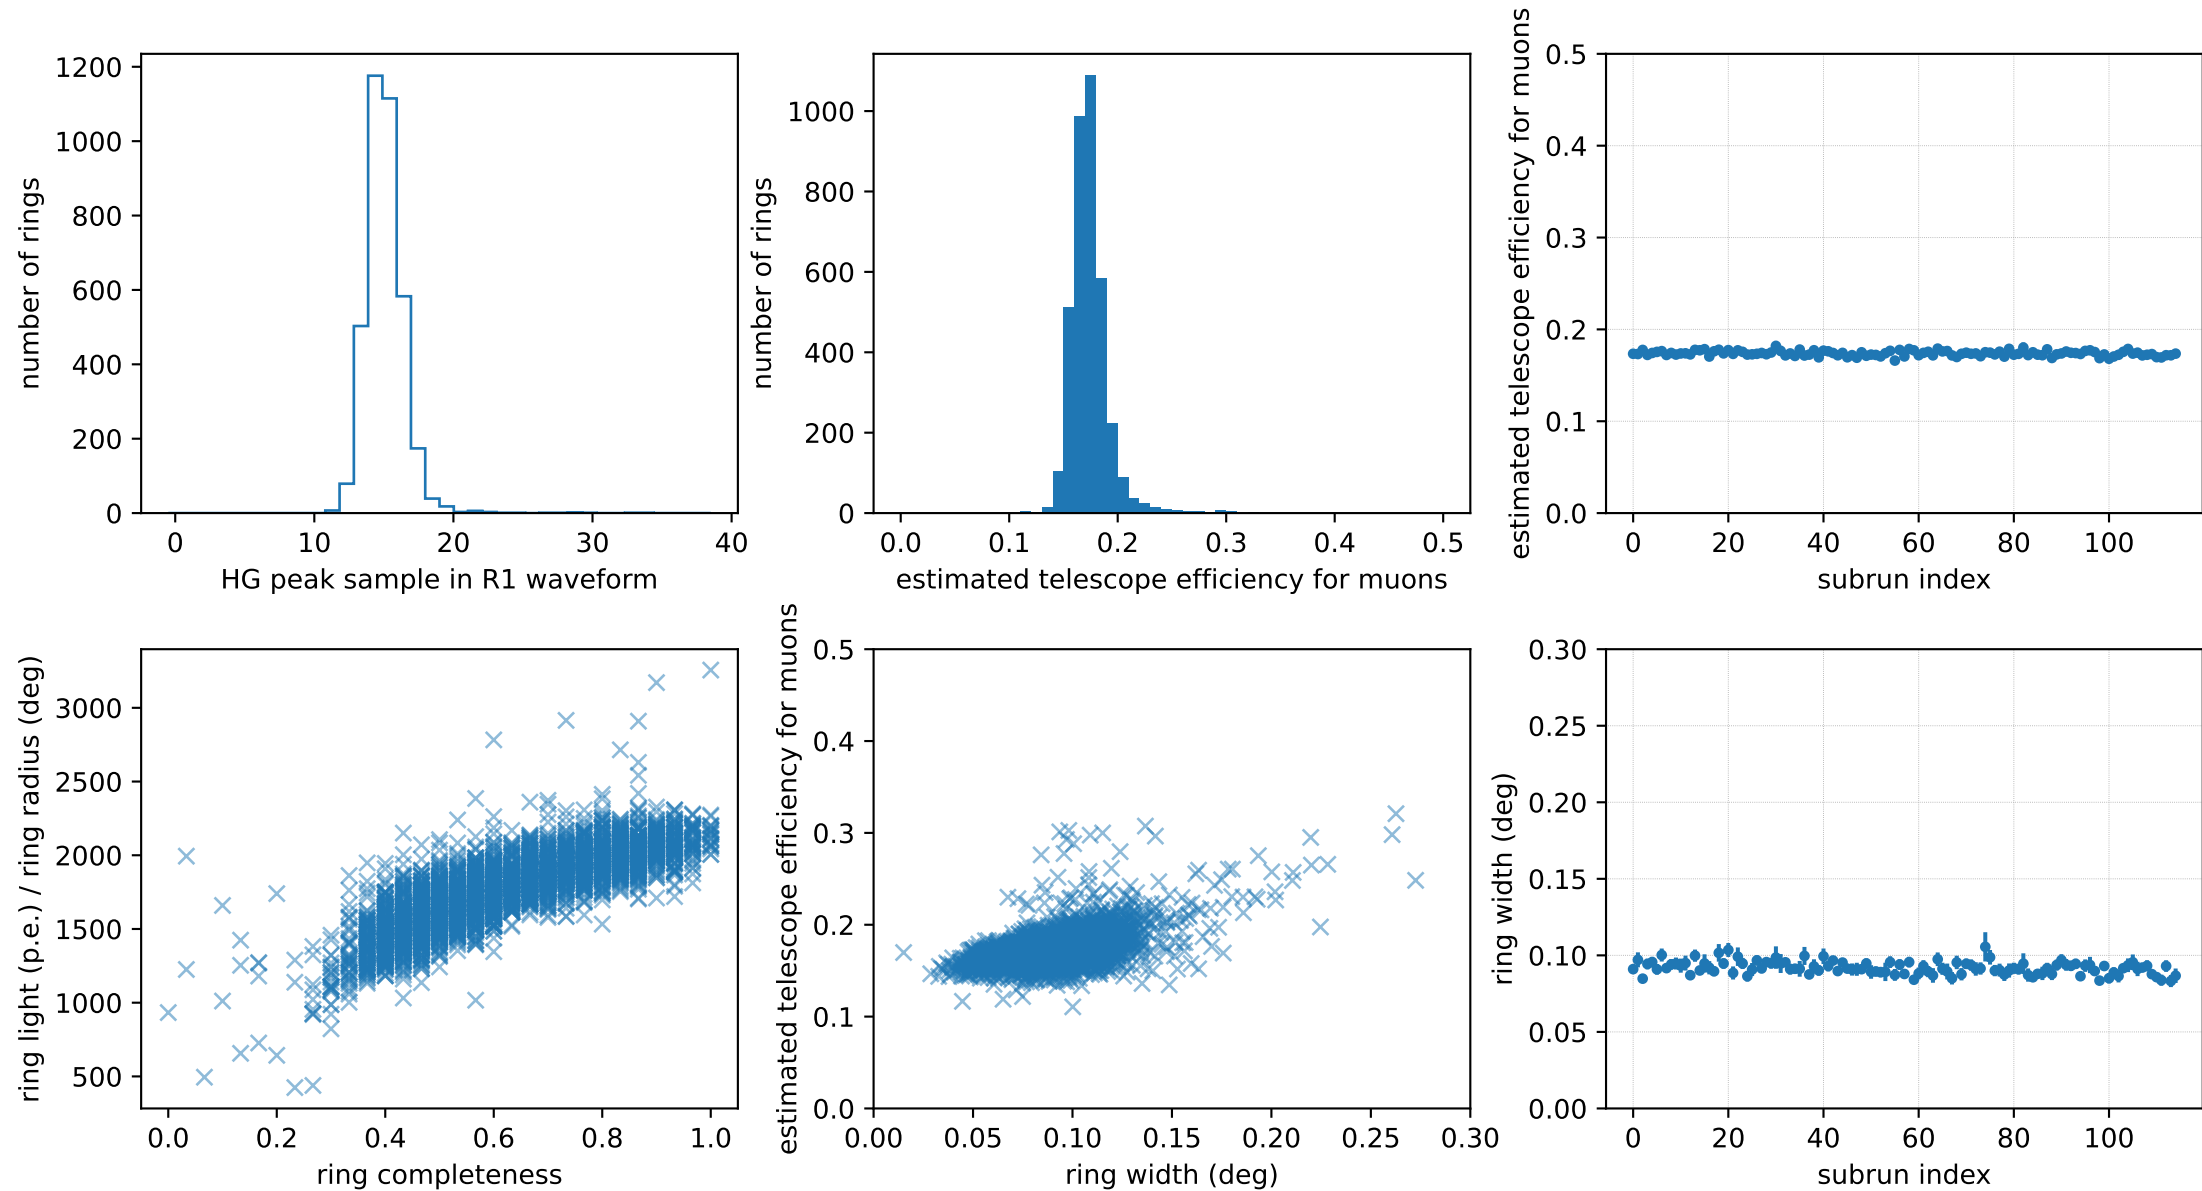 number of rings
1200
1000
800
600
400
200
0
0 10 20 30 40
HG peak sample in R1 waveform
number of rings
1000
800
600
400
200
0
0.0 0.1 0.2 0.3 0.4 0.5
estimated telescope efficiency for muons
estimated telescope efficiency for muons
0.5
0.4
0.3
0.2
0.1
0.0
0 20 40 60 80 100
subrun index
ring light (p.e.) / ring radius (deg)
3000
2500
2000
1500
1000
500
0.0 0.2 0.4 0.6 0.8 1.0
ring completeness
estimated telescope efficiency for muons
0.5
0.4
0.3
0.2
0.1
0.0
0.00 0.05 0.10 0.15 0.20 0.25 0.30
ring width (deg)
ring width (deg)
0.30
0.25
0.20
0.15
0.10
0.05
0.00
0 20 40 60 80 100
subrun index